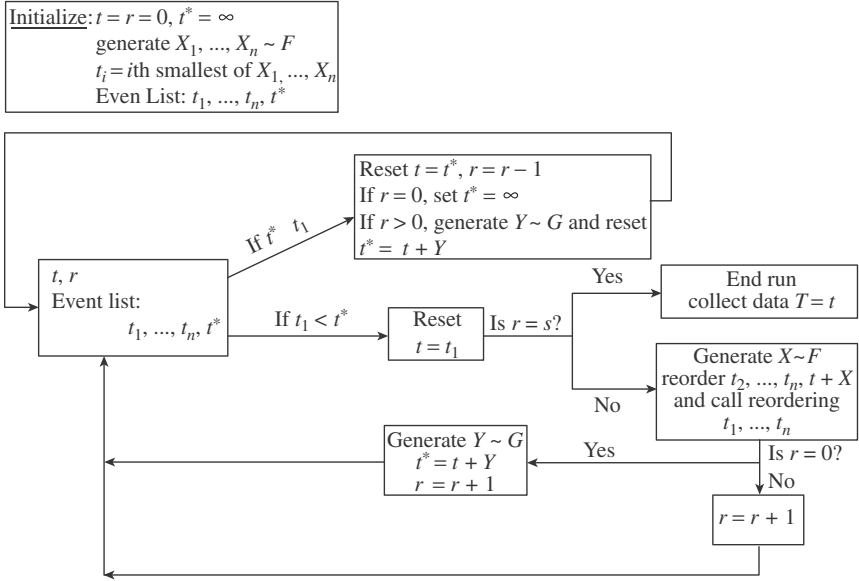 Initialize: t = r = 0, t* = ∞
generate X₁, ..., Xₙ ~ F
tᵢ = ith smallest of X₁, ..., Xₙ
Even List: t₁, ..., tₙ, t*
Reset t = t*, r = r − 1
If r = 0, set t* = ∞
If r > 0, generate Y ~ G and reset
t* = t + Y
If t* t₁
t, r
Event list:
t₁, ..., tₙ, t*
If t₁ < t*
Reset
t = t₁
Is r = s?
Yes
End run
collect data T = t
No
Generate X ~ F
reorder t₂, ..., tₙ, t + X
and call reordering
t₁, ..., tₙ
Is r = 0?
Yes
Generate Y ~ G
t* = t + Y
r = r + 1
No
r = r + 1